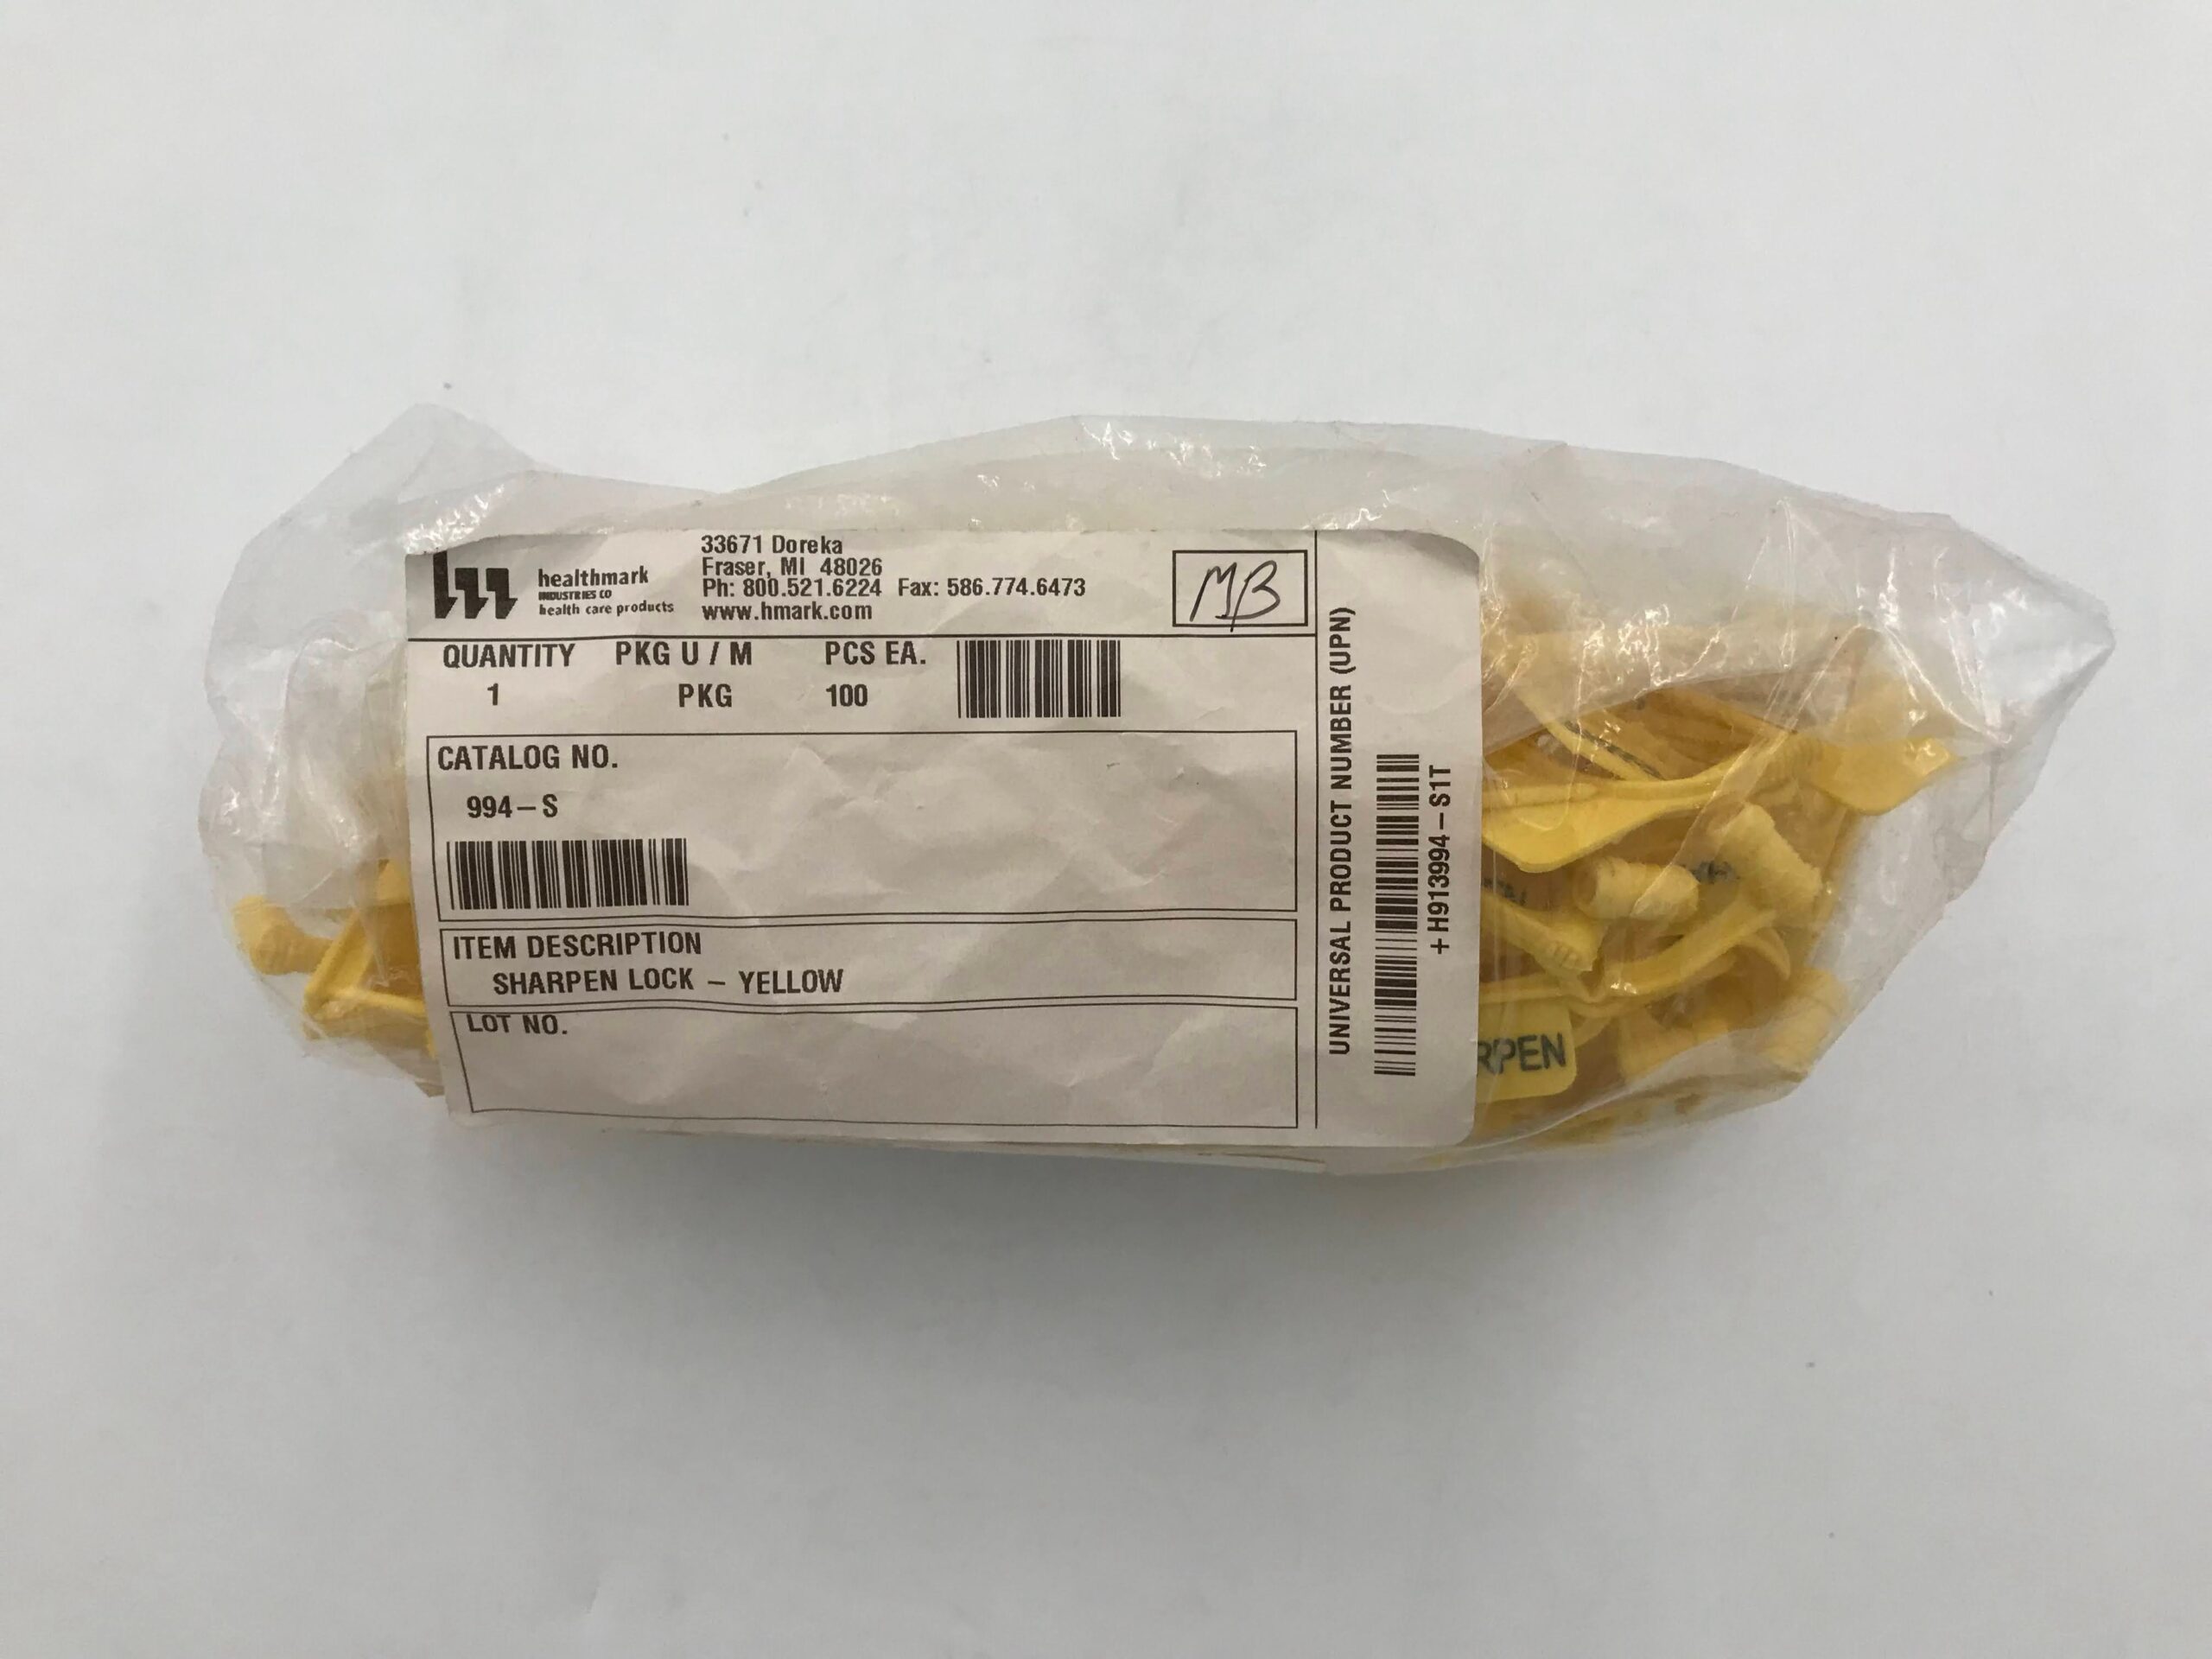 healthmark
INDUSTRIES CO
health care products
33671 Doreka
Fraser, MI 48026
Ph: 800.521.6224 Fax: 586.774.6473
www.hmark.com
MB
QUANTITY PKG U / M PCS EA.
1 PKG 100
CATALOG NO.
994-S
ITEM DESCRIPTION
SHARPEN LOCK - YELLOW
LOT NO.
UNIVERSAL PRODUCT NUMBER (UPN)
+H913994-S1T
RPEN